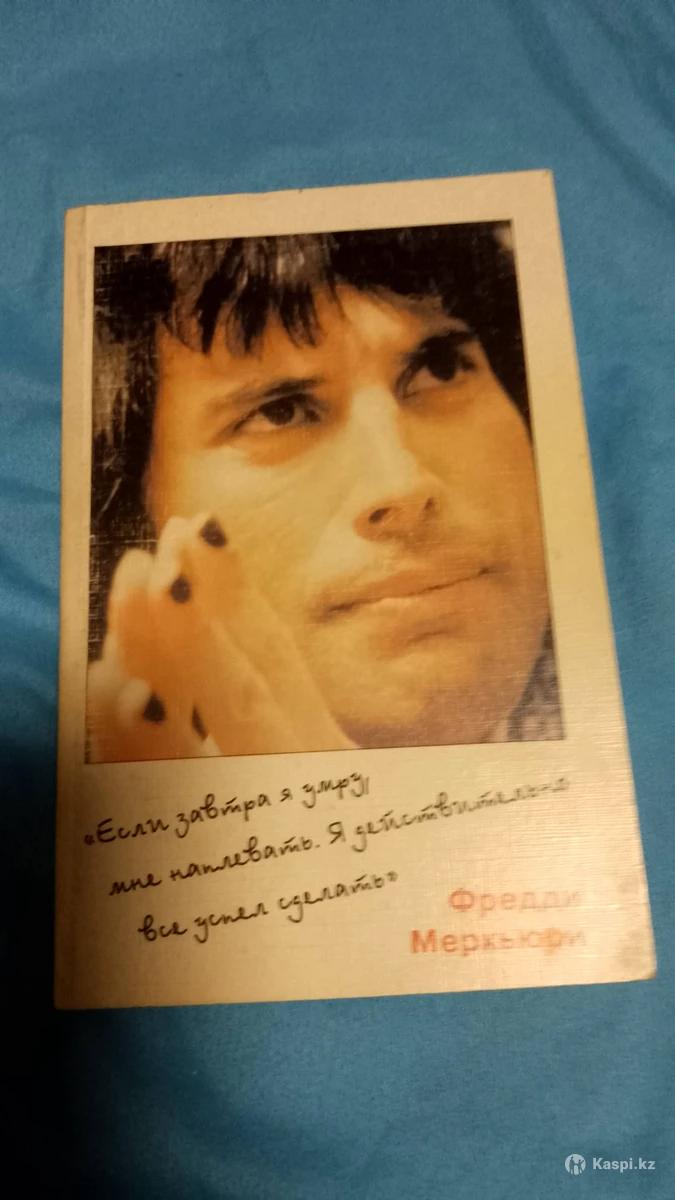 «Если завтра я умру,
мне наплевать. Я действительно
все успел сделать»
Фредди
Меркьюри
Kaspi.kz